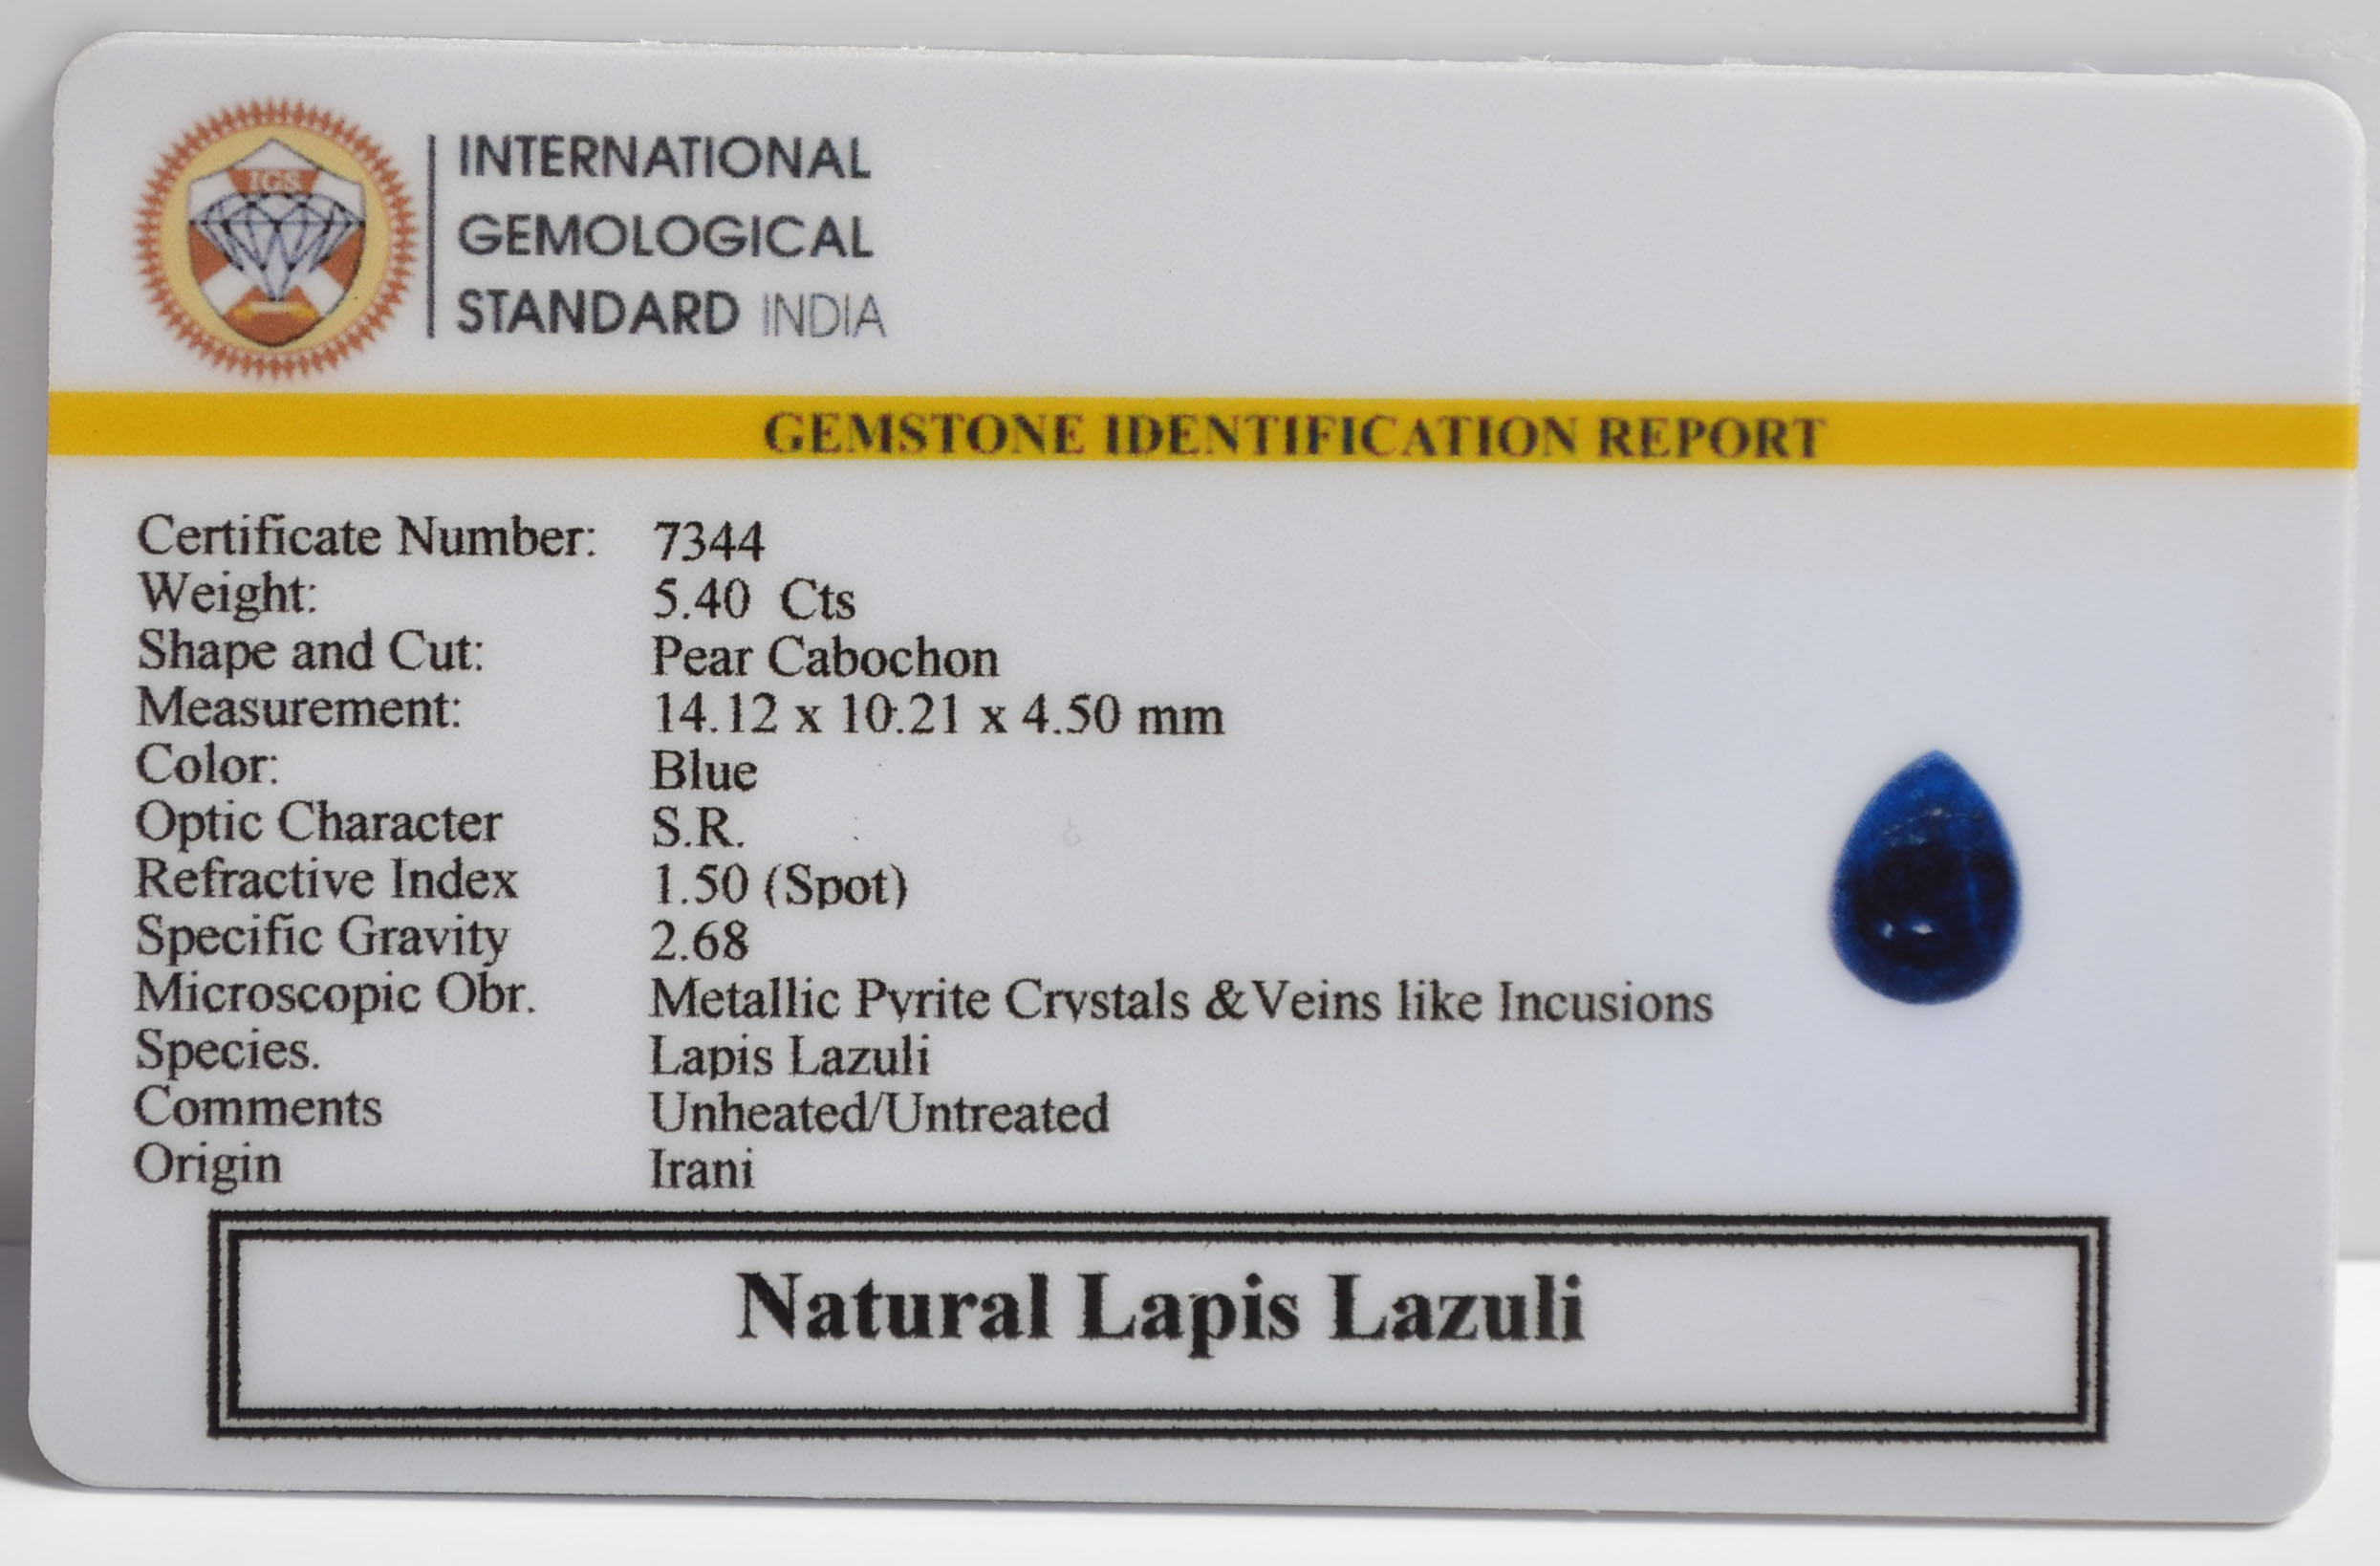 IGS
INTERNATIONAL
GEMOLOGICAL
STANDARD INDIA
GEMSTONE IDENTIFICATION REPORT
Certificate Number: 7344
Weight: 5.40 Cts
Shape and Cut: Pear Cabochon
Measurement: 14.12 x 10.21 x 4.50 mm
Color: Blue
Optic Character S.R.
Refractive Index 1.50 (Spot)
Specific Gravity 2.68
Microscopic Obr. Metallic Pyrite Crystals &Veins like Incusions
Species. Lapis Lazuli
Comments Unheated/Untreated
Origin Irani
Natural Lapis Lazuli